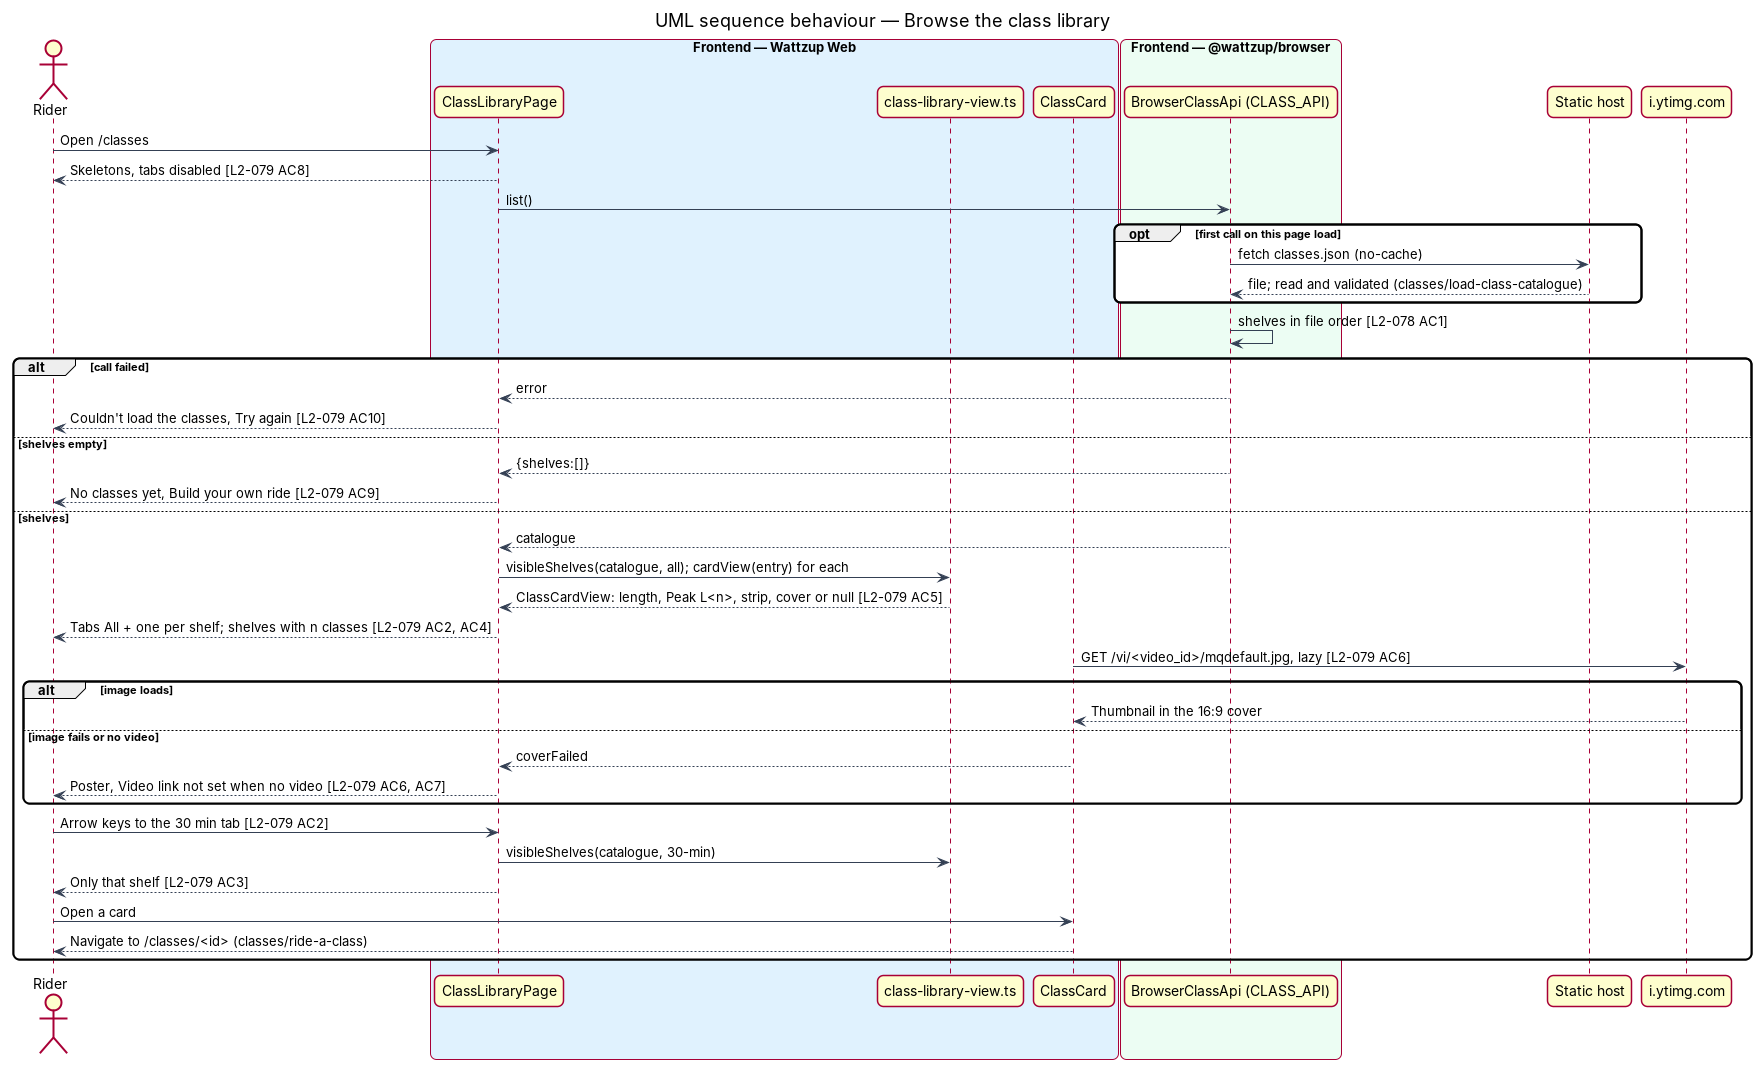 UML sequence behaviour — Browse the class library
Frontend — Wattzup Web
Frontend — @wattzup/browser
Rider
ClassLibraryPage
class-library-view.ts
ClassCard
BrowserClassApi (CLASS_API)
Static host
i.ytimg.com
Open /classes
Skeletons, tabs disabled [L2-079 AC8]
list()
opt
[first call on this page load]
fetch classes.json (no-cache)
file; read and validated (classes/load-class-catalogue)
shelves in file order [L2-078 AC1]
alt
[call failed]
error
Couldn't load the classes, Try again [L2-079 AC10]
[shelves empty]
{shelves:[]}
No classes yet, Build your own ride [L2-079 AC9]
[shelves]
catalogue
visibleShelves(catalogue, all); cardView(entry) for each
ClassCardView: length, Peak L<n>, strip, cover or null [L2-079 AC5]
Tabs All + one per shelf; shelves with n classes [L2-079 AC2, AC4]
GET /vi/<video_id>/mqdefault.jpg, lazy [L2-079 AC6]
alt
[image loads]
Thumbnail in the 16:9 cover
[image fails or no video]
coverFailed
Poster, Video link not set when no video [L2-079 AC6, AC7]
Arrow keys to the 30 min tab [L2-079 AC2]
visibleShelves(catalogue, 30-min)
Only that shelf [L2-079 AC3]
Open a card
Navigate to /classes/<id> (classes/ride-a-class)
Rider
ClassLibraryPage
class-library-view.ts
ClassCard
BrowserClassApi (CLASS_API)
Static host
i.ytimg.com